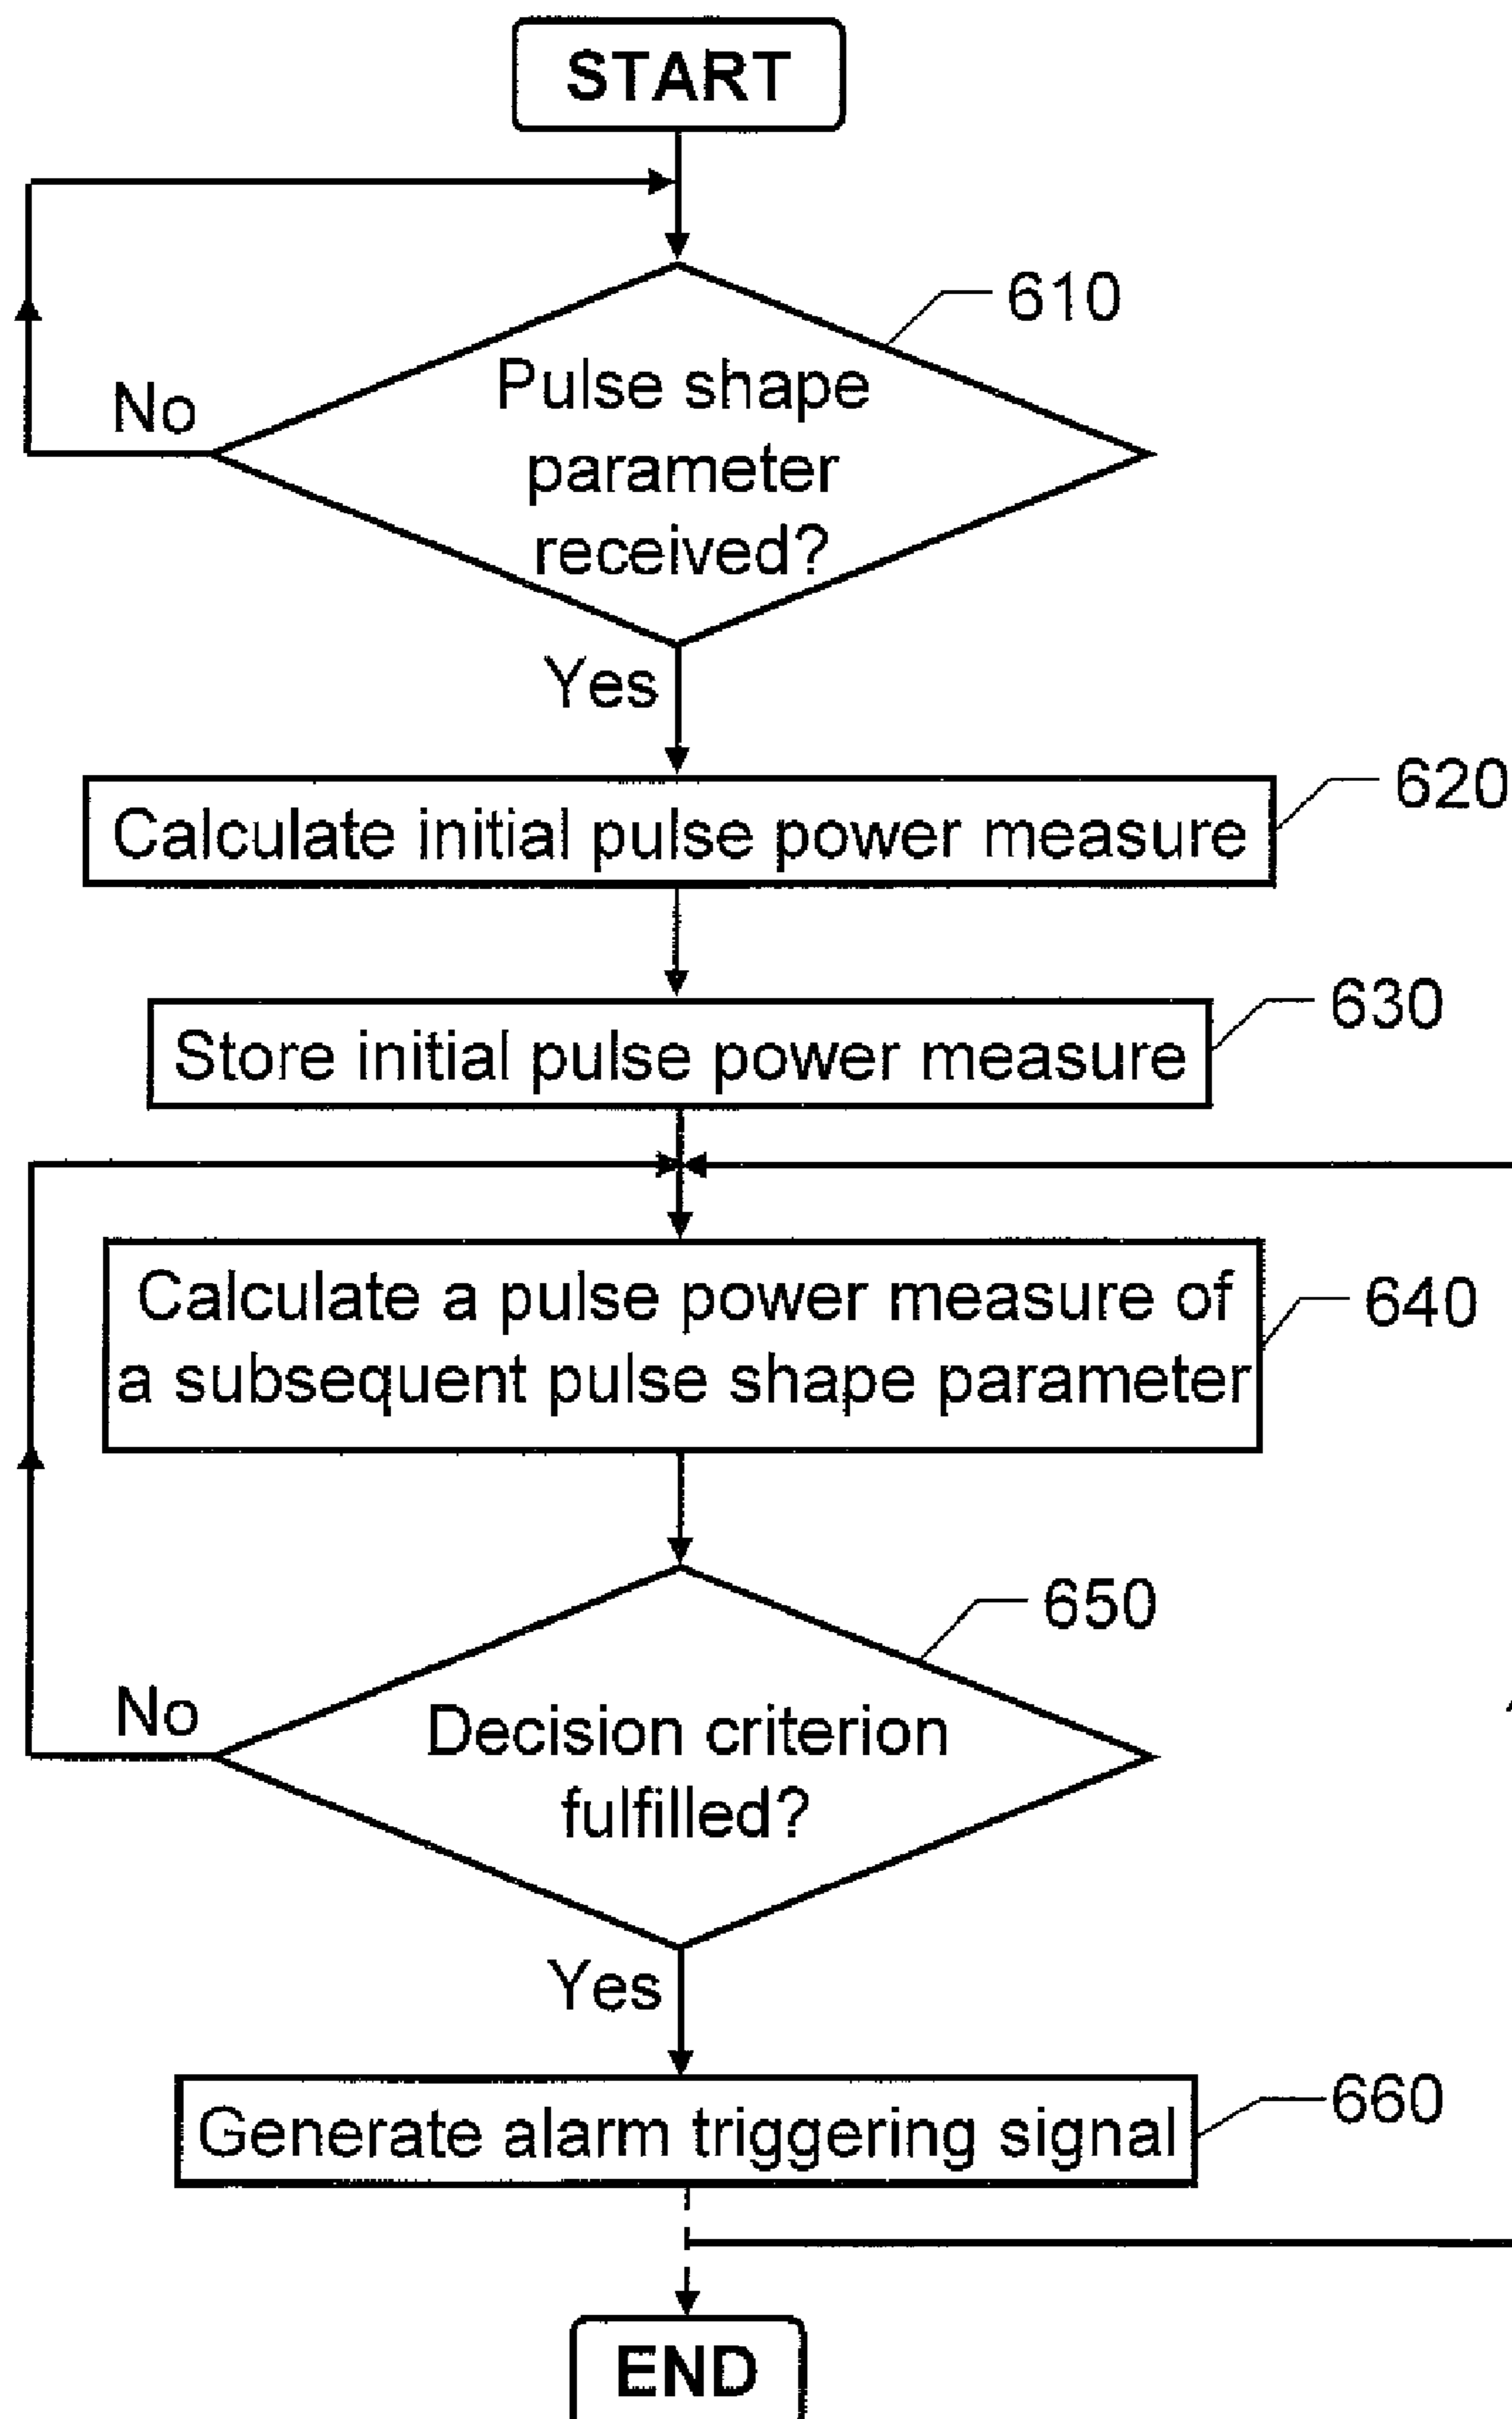 START
610
Pulse shape
parameter
received?
No
Yes
620
Calculate initial pulse power measure
630
Store initial pulse power measure
Calculate a pulse power measure of
a subsequent pulse shape parameter
640
650
Decision criterion
fulfilled?
No
Yes
660
Generate alarm triggering signal
END